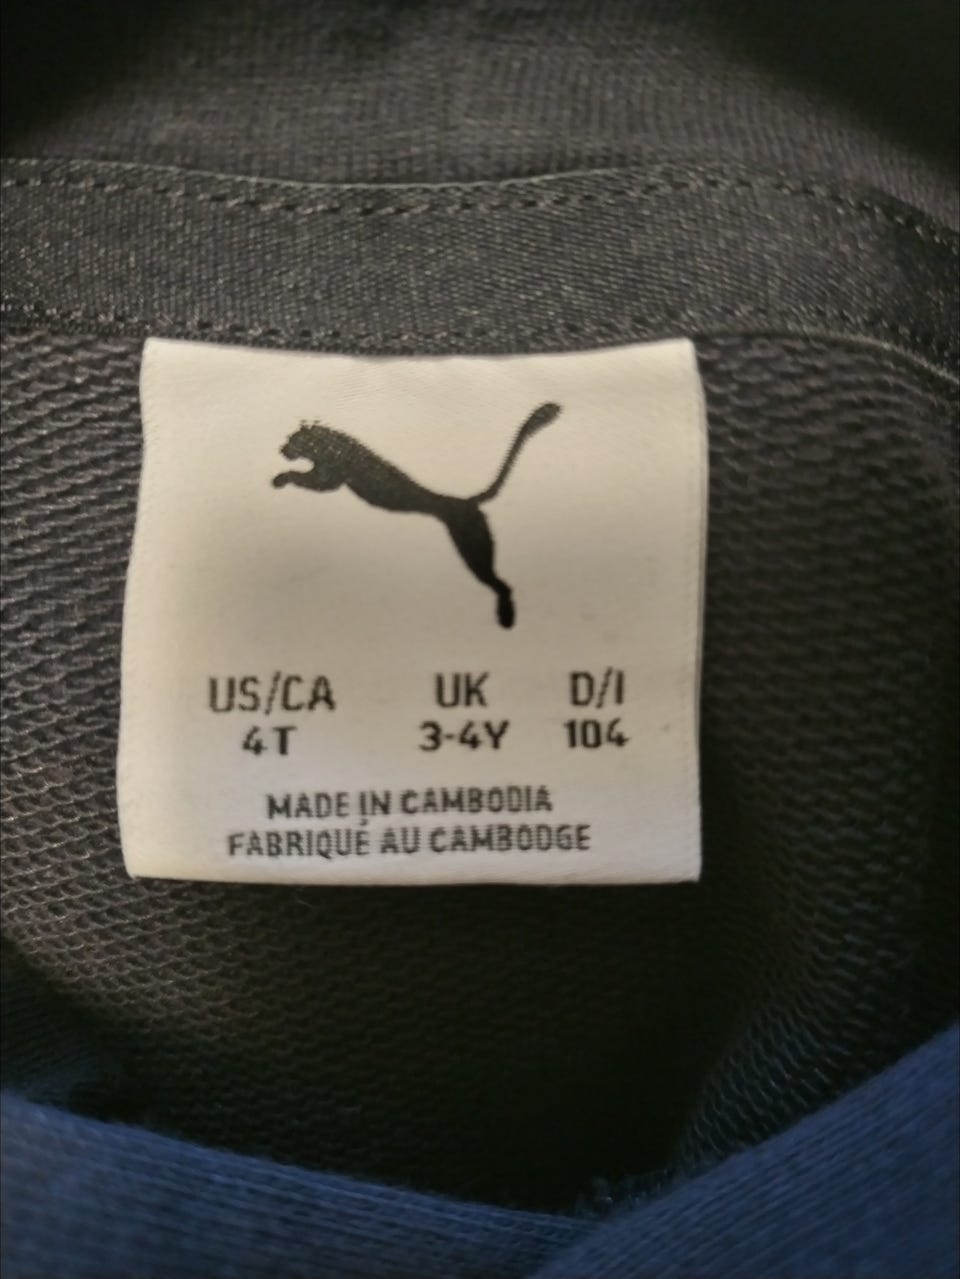 US/CA UK D/I
4T 3-4Y 104
MADE IN CAMBODIA
FABRIQUÉ AU CAMBODGE